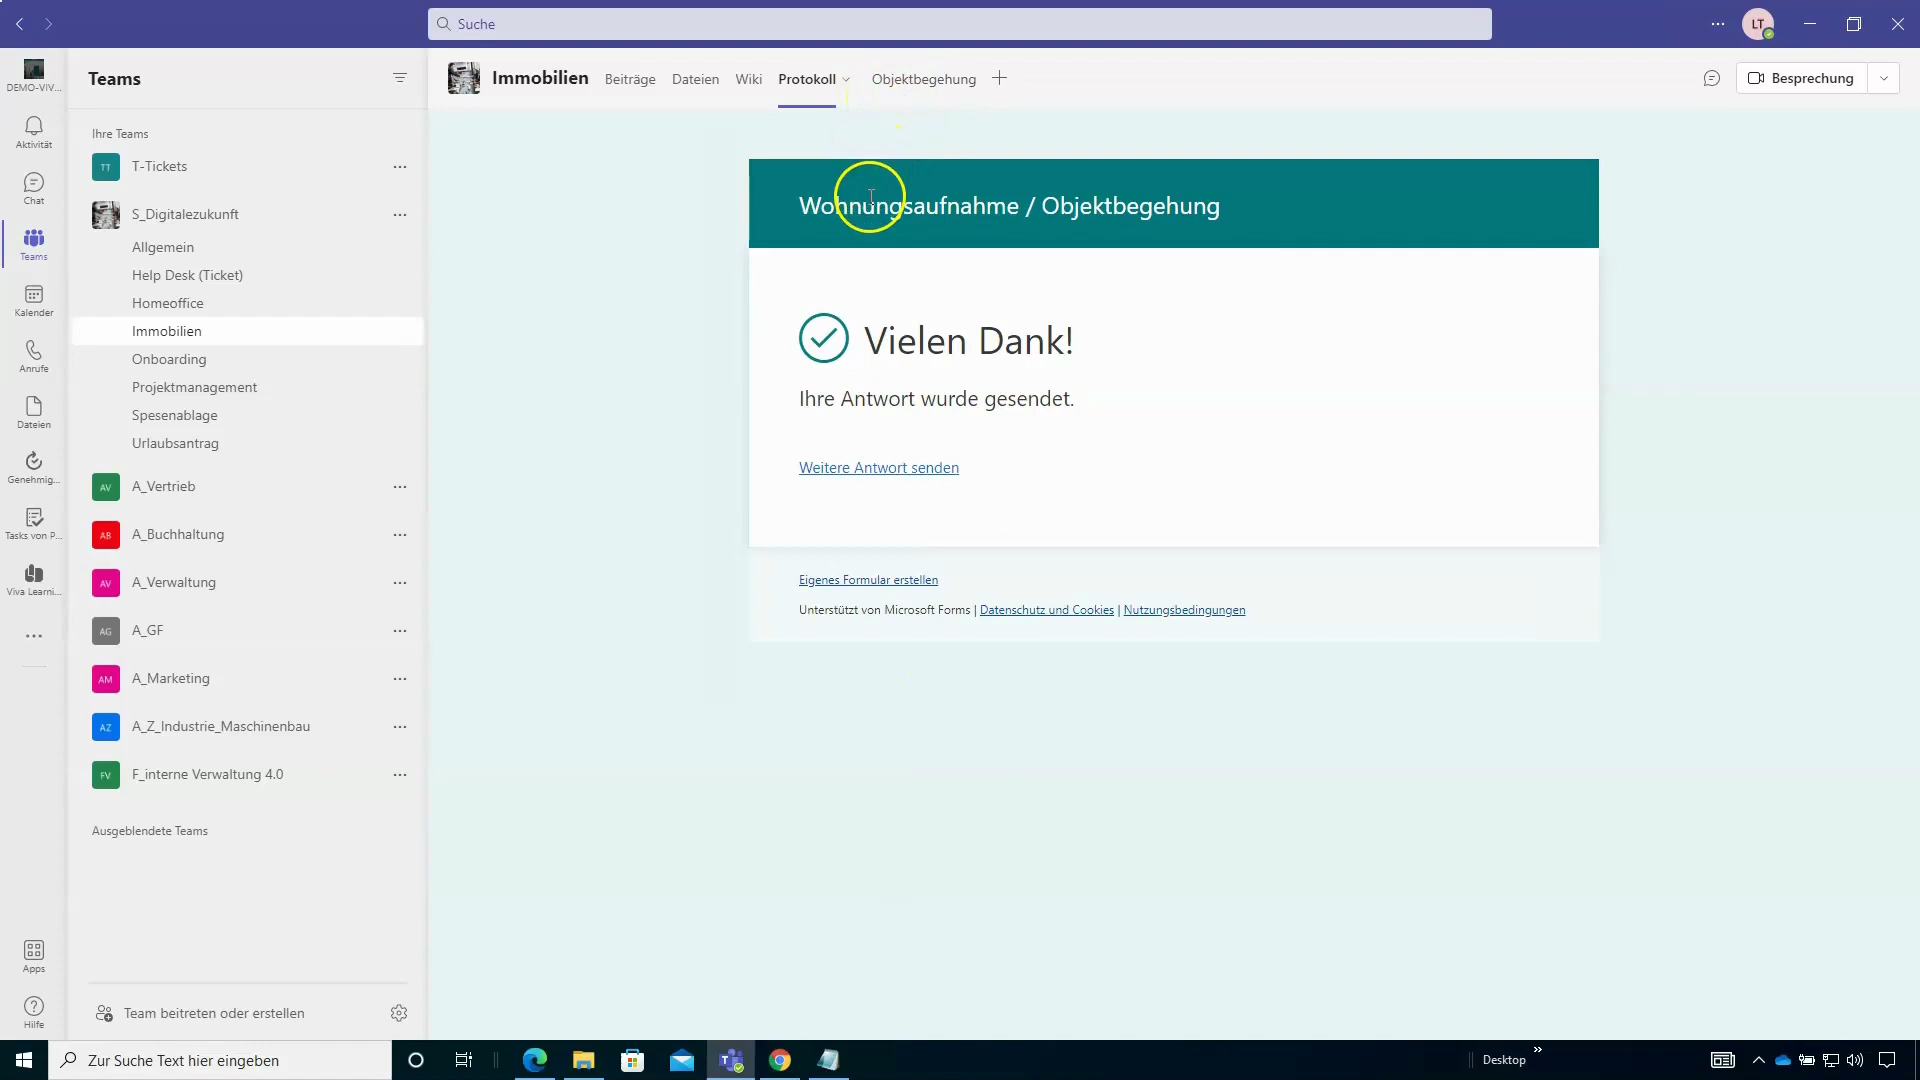 Suche
LT
DEMO-VIV...
Aktivität
Chat
Teams
Kalender
Anrufe
Dateien
Genehmig...
Tasks von P...
Viva Learni...
Apps
Hilfe
Teams
Ihre Teams
TT T-Tickets
S_Digitalezukunft
Allgemein
Help Desk (Ticket)
Homeoffice
Immobilien
Onboarding
Projektmanagement
Spesenablage
Urlaubsantrag
AV A_Vertrieb
AB A_Buchhaltung
AV A_Verwaltung
AG A_GF
AM A_Marketing
AZ A_Z_Industrie_Maschinenbau
FV F_interne Verwaltung 4.0
Ausgeblendete Teams
Team beitreten oder erstellen
Immobilien Beiträge Dateien Wiki Protokoll Objektbegehung
Besprechung
Wohnungsaufnahme / Objektbegehung
Vielen Dank!
Ihre Antwort wurde gesendet.
Weitere Antwort senden
Eigenes Formular erstellen
Unterstützt von Microsoft Forms | Datenschutz und Cookies | Nutzungsbedingungen
Zur Suche Text hier eingeben
Desktop